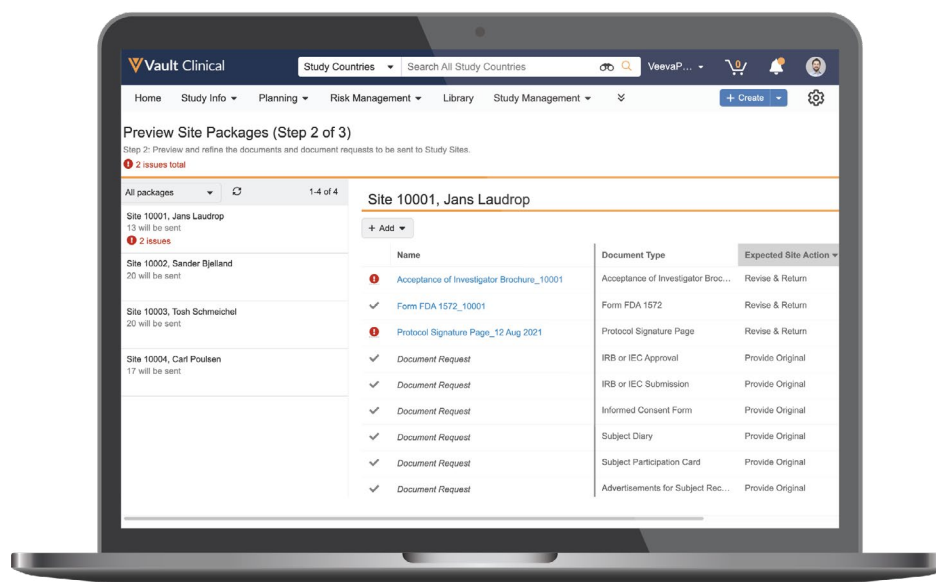 Vault Clinical
Study Countries
Search All Study Countries
VeevaP...
0
Home
Study Info
Planning
Risk Management
Library
Study Management
+ Create
Preview Site Packages (Step 2 of 3)
Step 2: Preview and refine the documents and document requests to be sent to Study Sites.
2 issues total
All packages
1-4 of 4
Site 10001, Jans Laudrop
13 will be sent
2 issues
Site 10002, Sander Bjelland
20 will be sent
Site 10003, Tosh Schmeichel
20 will be sent
Site 10004, Carl Poulsen
17 will be sent
Site 10001, Jans Laudrop
+ Add
Name Document Type Expected Site Action
Acceptance of Investigator Brochure_10001 Acceptance of Investigator Broc... Revise & Return
Form FDA 1572_10001 Form FDA 1572 Revise & Return
Protocol Signature Page_12 Aug 2021 Protocol Signature Page Revise & Return
Document Request IRB or IEC Approval Provide Original
Document Request IRB or IEC Submission Provide Original
Document Request Informed Consent Form Provide Original
Document Request Subject Diary Provide Original
Document Request Subject Participation Card Provide Original
Document Request Advertisements for Subject Rec... Provide Original